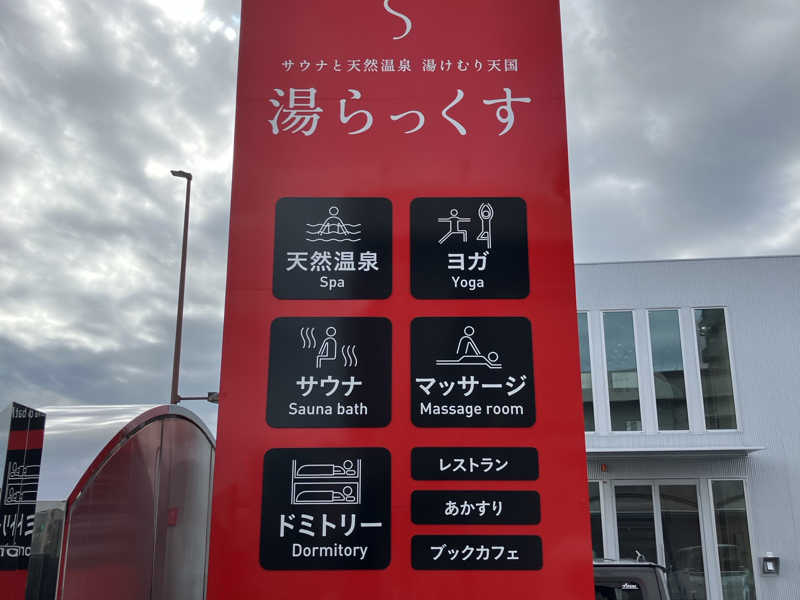 サウナと天然温泉 湯けむり天国
湯らっくす
天然温泉
Spa
ヨガ
Yoga
サウナ
Sauna bath
マッサージ
Massage room
ドミトリー
Dormitory
レストラン
あかすり
ブックカフェ